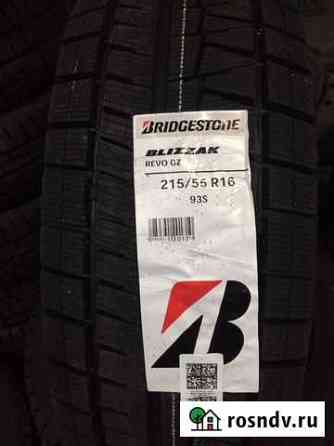 BRIDGESTONE
BLIZZAK
REVO GZ
215/55 R16
93S
B
rosndv.ru